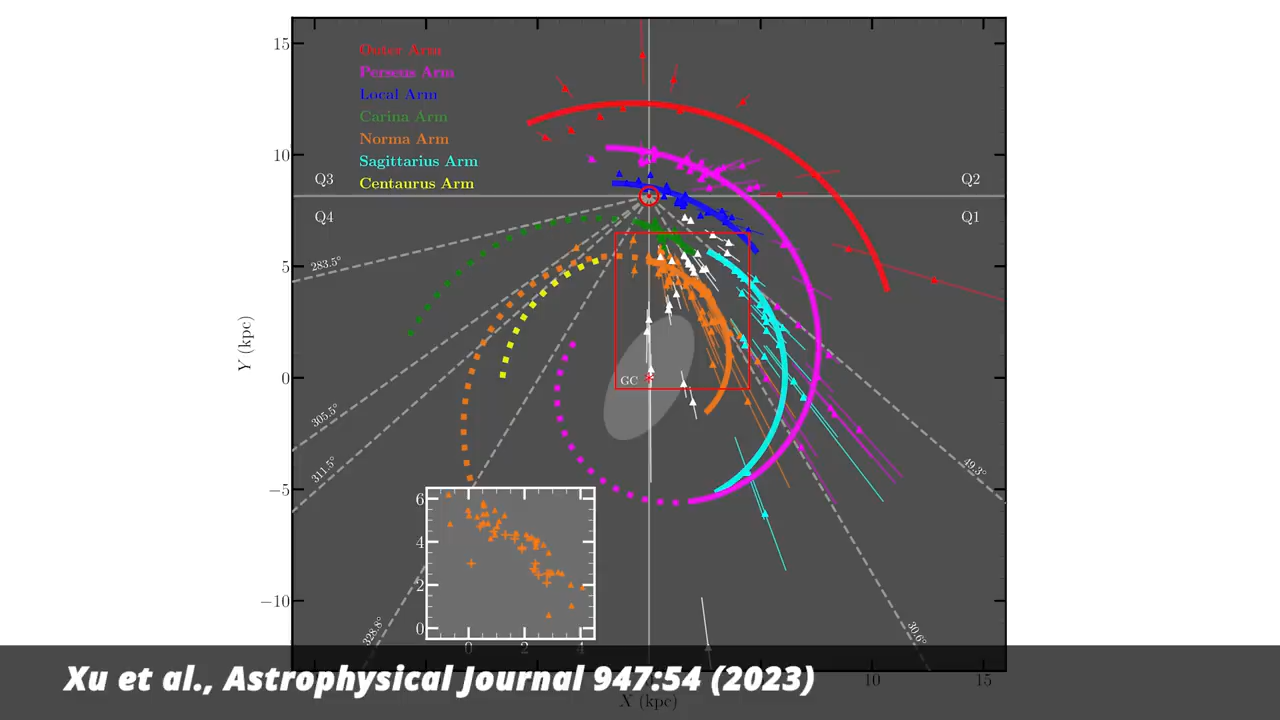 15
Outer Arm
Perseus Arm
Local Arm
Carina Arm
Norma Arm
Sagittarius Arm
Centaurus Arm
10
Q3
Q2
Q4
Q1
283.5°
5
Y (kpc)
0
GC
305.5°
311.5°
49.3°
−5
6
4
2
0
0
2
4
−10
328.8°
30.6°
Xu et al., Astrophysical Journal 947:54 (2023)
10
15
X (kpc)